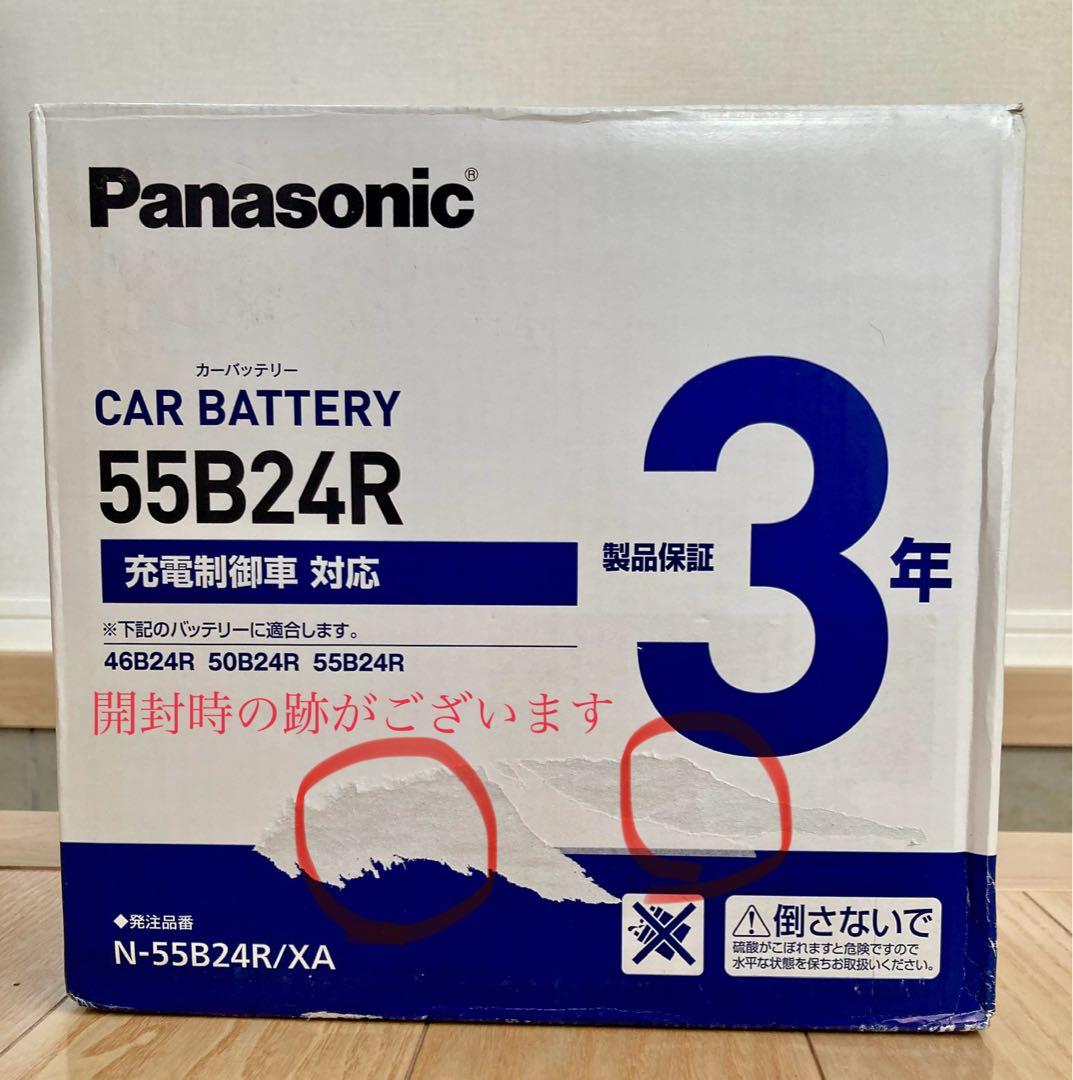 Panasonic®
カーバッテリー
CAR BATTERY
55B24R
充電制御車 対応
製品保証 3年
※下記のバッテリーに適合します。
46B24R 50B24R 55B24R
開封時の跡がございます
◆発注品番
N-55B24R/XA
倒さないで
硫酸がこぼれますと危険ですので
水平な状態を保ちお取扱いください。